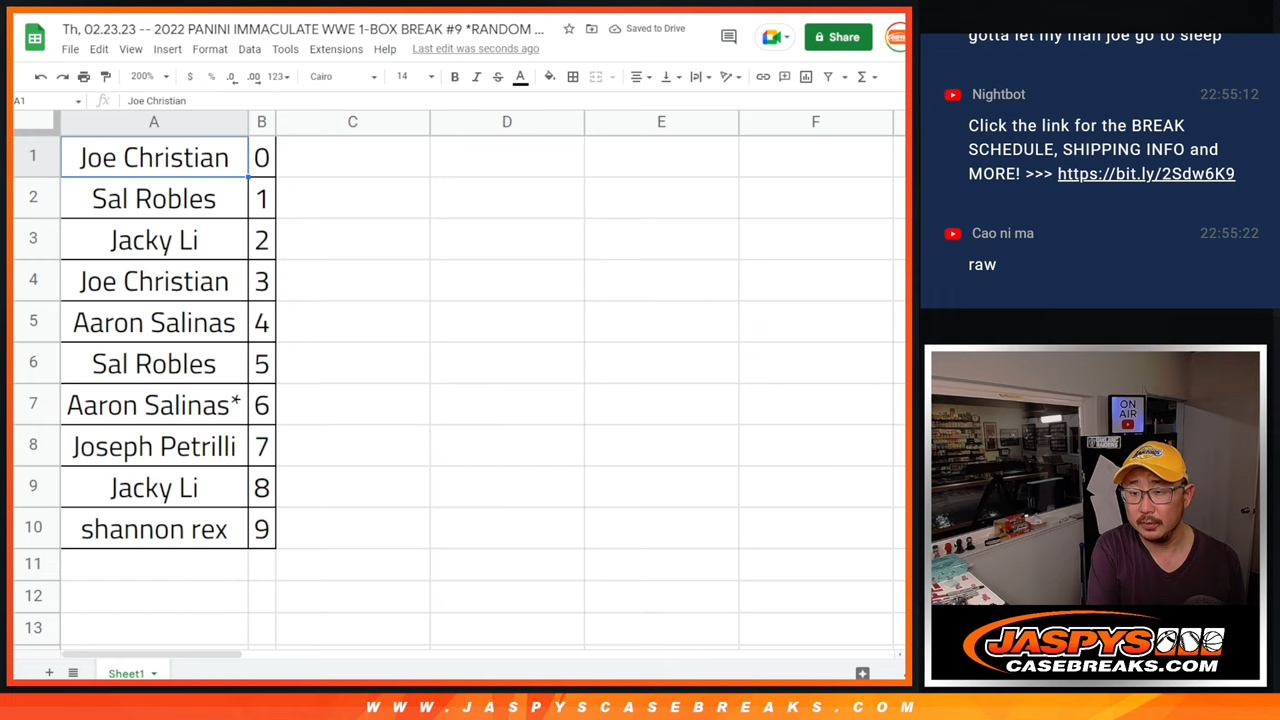 Th, 02.23.23 -- 2022 PANINI IMMACULATE WWE 1-BOX BREAK #9 *RANDOM ...
Saved to Drive
Share
File Edit View Insert Format Data Tools Extensions Help Last edit was seconds ago
200% $ % .0 .00 123 Cairo 14 B I S A
A1 fx Joe Christian
A B C D E F
1 Joe Christian 0
2 Sal Robles 1
3 Jacky Li 2
4 Joe Christian 3
5 Aaron Salinas 4
6 Sal Robles 5
7 Aaron Salinas* 6
8 Joseph Petrilli 7
9 Jacky Li 8
10 shannon rex 9
11
12
13
Sheet1
gotta let my man joe go to sleep
Nightbot 22:55:12
Click the link for the BREAK
SCHEDULE, SHIPPING INFO and
MORE! >>> https://bit.ly/2Sdw6K9
Cao ni ma 22:55:22
raw
ON
AIR
JASPYS
CASEBREAKS.COM
WWW.JASPYSCASEBREAKS.COM